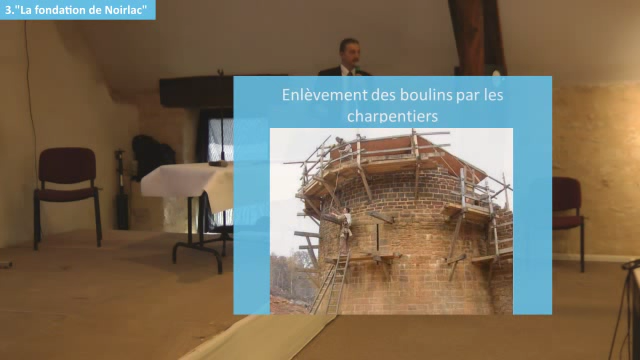 3."La fondation de Noirlac"
Enlèvement des boulins par les
charpentiers